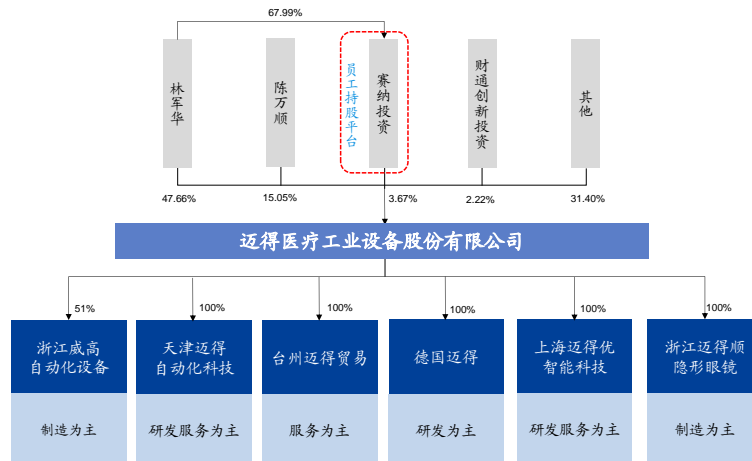 67.99%
林军华
陈万顺
员工持股平台
赛纳投资
财通创新投资
其他
47.66%
15.05%
3.67%
2.22%
31.40%
迈得医疗工业设备股份有限公司
51%
100%
100%
100%
100%
100%
浙江威高
自动化设备
天津迈得
自动化科技
台州迈得贸易
德国迈得
上海迈得优
智能科技
浙江迈得顺
隐形眼镜
制造为主
研发服务为主
服务为主
研发为主
研发服务为主
制造为主